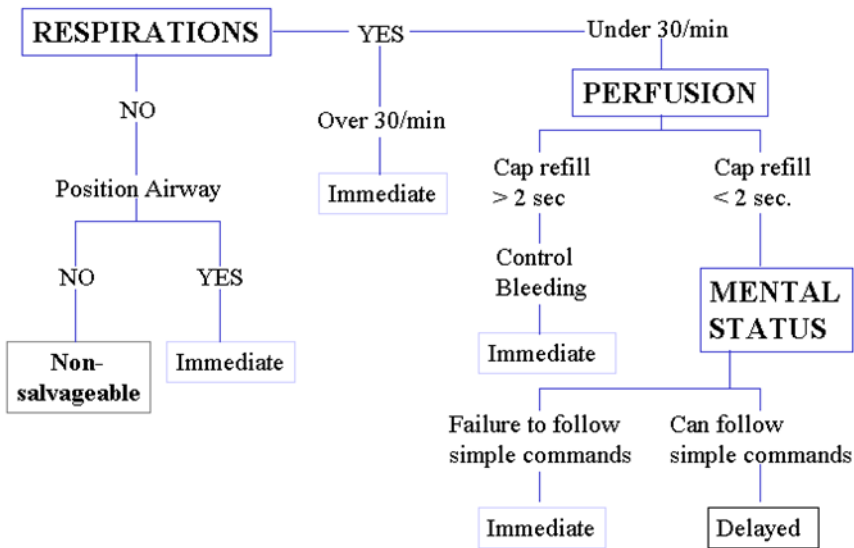 RESPIRATIONS
YES
Under 30/min
NO
Over 30/min
PERFUSION
Position Airway
Immediate
Cap refill
> 2 sec
Cap refill
< 2 sec.
NO
YES
Control
Bleeding
MENTAL
STATUS
Non-
salvageable
Immediate
Immediate
Failure to follow
simple commands
Can follow
simple commands
Immediate
Delayed